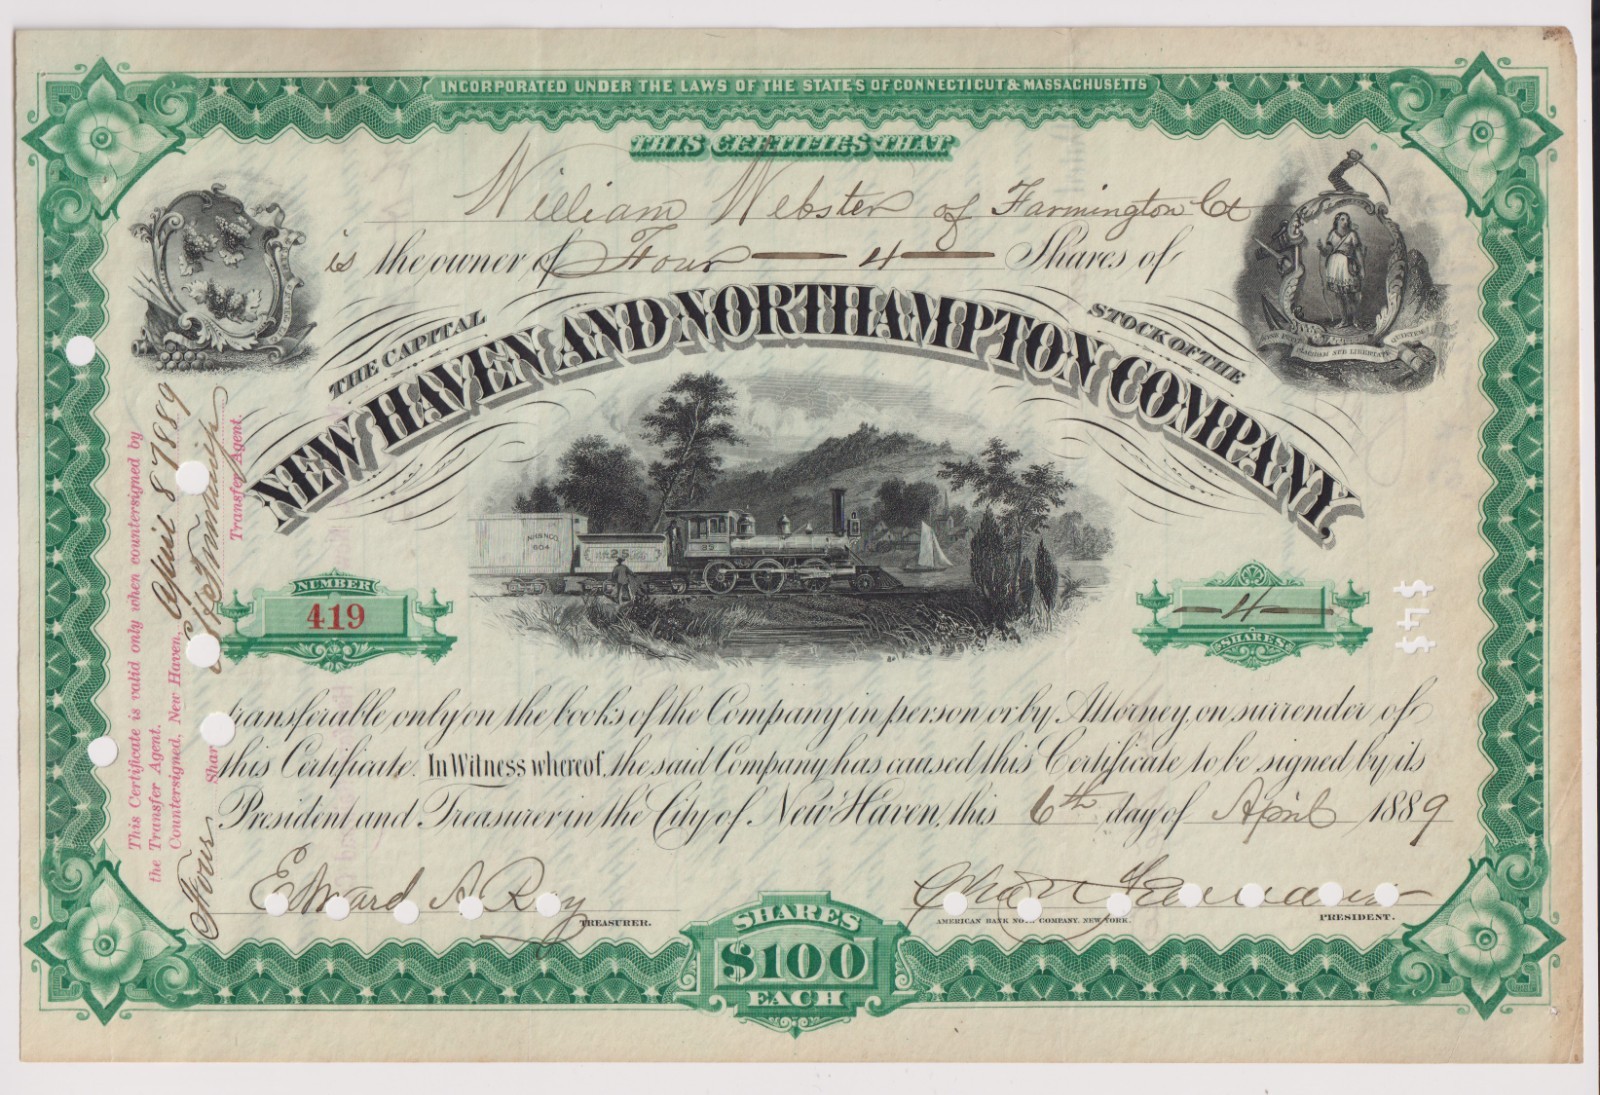 INCORPORATED UNDER THE LAWS OF THE STATES OF CONNECTICUT & MASSACHUSETTS
THIS CERTIFIES THAT
William Webster of Farmington Ct
is the owner of Four — 4 — Shares of
THE CAPITAL STOCK OF THE
NEW HAVEN AND NORTHAMPTON COMPANY,
NUMBER
419
25
— 4 —
SHARES
$4$
transferable only on the books of the Company in person or by Attorney, on surrender of
this Certificate. In Witness whereof, the said Company has caused this Certificate to be signed by its
President and Treasurer in the City of New Haven, this 6th day of April 1889
Edward A. Ray
TREASURER.
AMERICAN BANK NOTE COMPANY, NEW YORK.
PRESIDENT.
SHARES
$100
EACH
This Certificate is valid only when countersigned by
the Transfer Agent.
Countersigned, New Haven, April 8 1889
Transfer Agent.
Four Shar